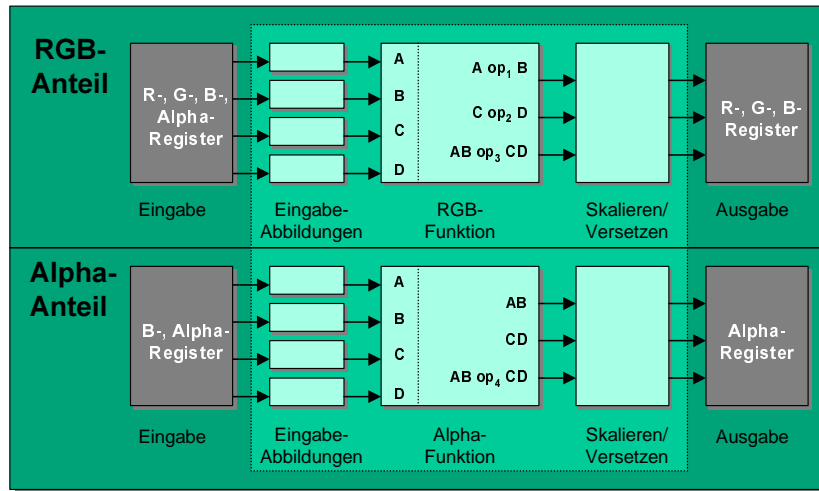 RGB-
Anteil
R-, G-, B-,
Alpha-
Register
A
B
C
D
A op1 B
C op2 D
AB op3 CD
R-, G-, B-
Register
Eingabe
Eingabe-
Abbildungen
RGB-
Funktion
Skalieren/
Versetzen
Ausgabe
Alpha-
Anteil
B-, Alpha-
Register
A
B
C
D
AB
CD
AB op4 CD
Alpha-
Register
Eingabe
Eingabe-
Abbildungen
Alpha-
Funktion
Skalieren/
Versetzen
Ausgabe